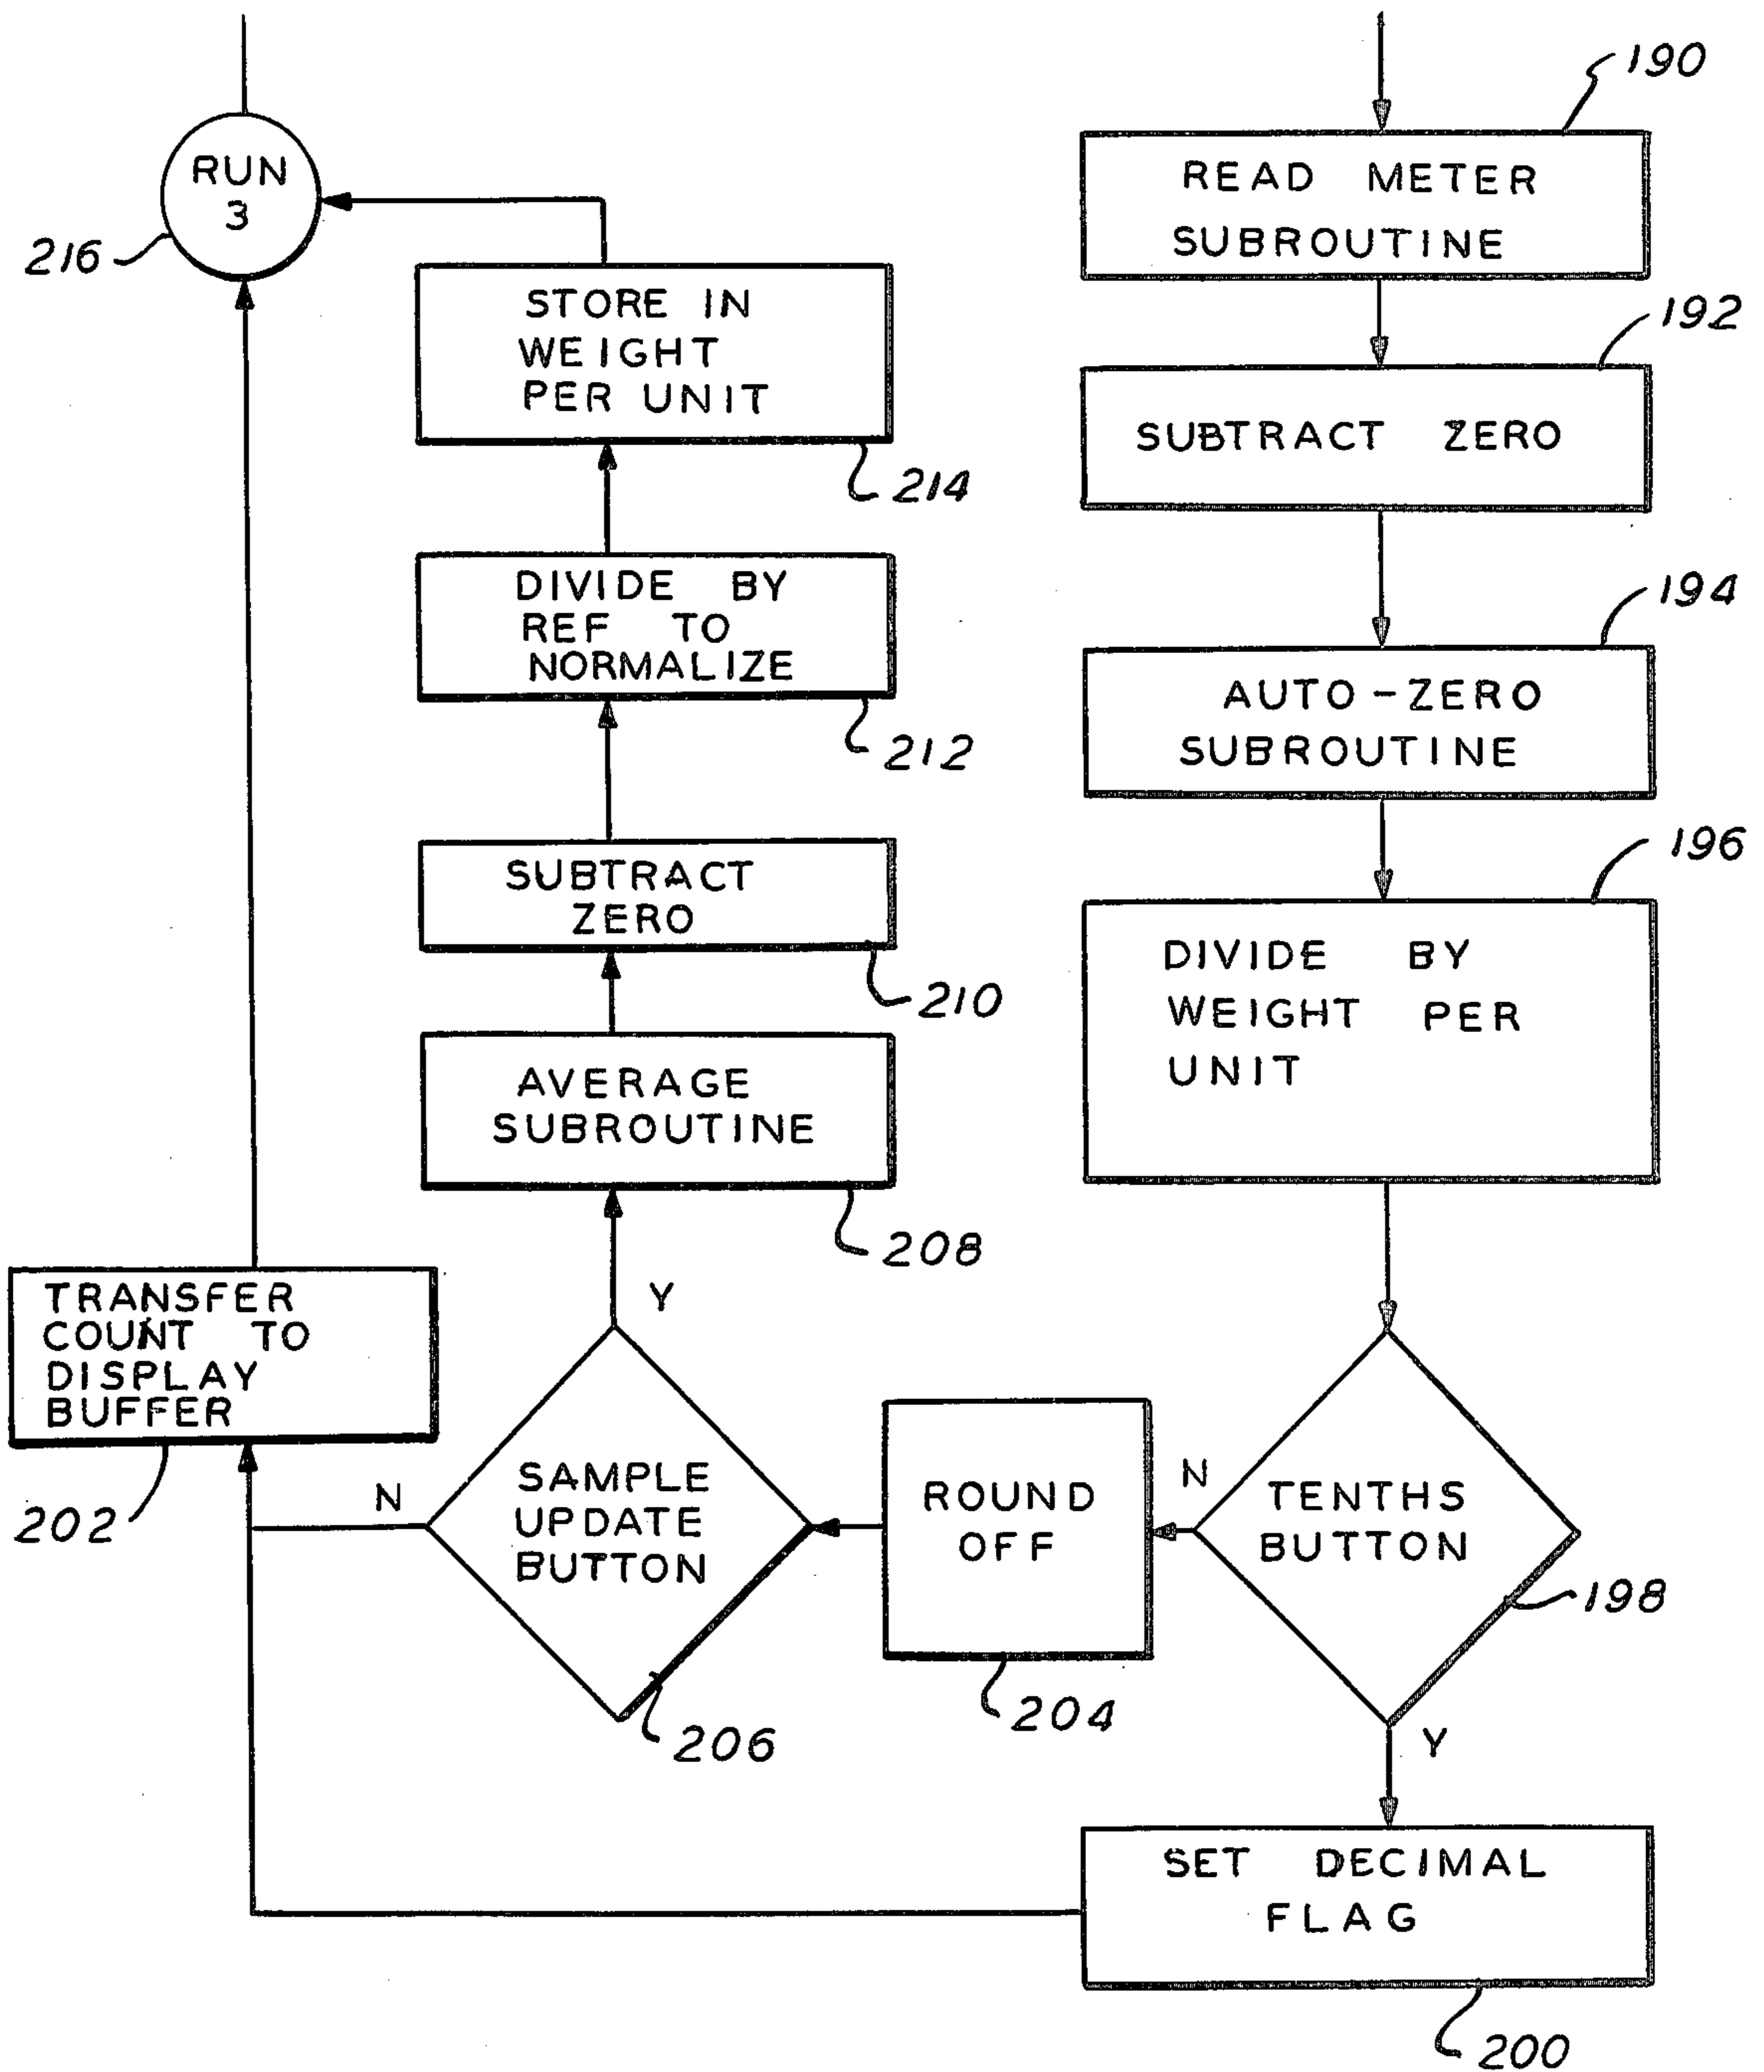 190
READ METER
SUBROUTINE
192
SUBTRACT ZERO
194
AUTO-ZERO
SUBROUTINE
196
DIVIDE BY
WEIGHT PER
UNIT
TENTHS
BUTTON
198
N
Y
SET DECIMAL
FLAG
200
ROUND
OFF
204
SAMPLE
UPDATE
BUTTON
206
N
Y
TRANSFER
COUNT TO
DISPLAY
BUFFER
202
AVERAGE
SUBROUTINE
208
SUBTRACT
ZERO
210
DIVIDE BY
REF TO
NORMALIZE
212
STORE IN
WEIGHT
PER UNIT
214
RUN
3
216